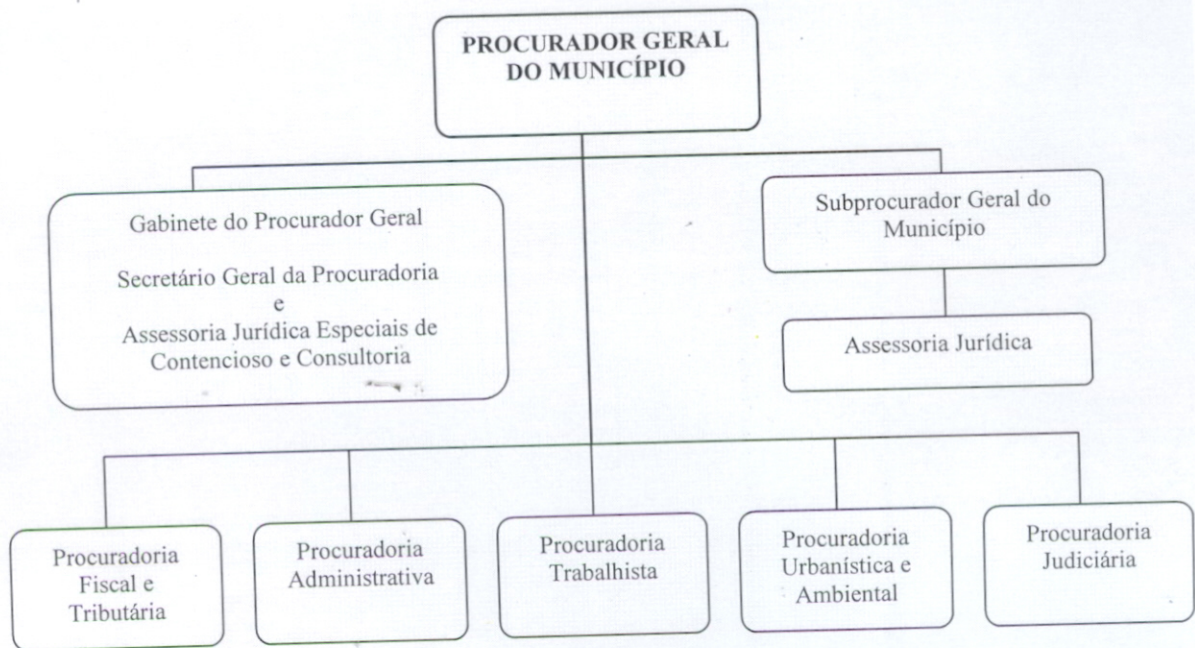 PROCURADOR GERAL
DO MUNICÍPIO
Gabinete do Procurador Geral
Secretário Geral da Procuradoria
e
Assessoria Jurídica Especiais de
Contencioso e Consultoria
Subprocurador Geral do
Município
Assessoria Jurídica
Procuradoria
Fiscal e
Tributária
Procuradoria
Administrativa
Procuradoria
Trabalhista
Procuradoria
Urbanística e
Ambiental
Procuradoria
Judiciária